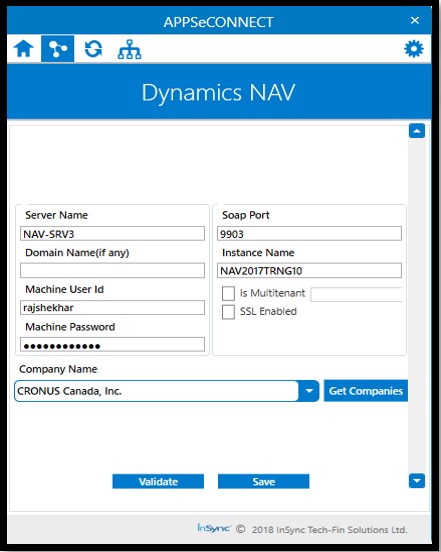 APPSeCONNECT ×
Dynamics NAV
Server Name
NAV-SRV3
Domain Name(if any)
Machine User Id
rajshekhar
Machine Password
●●●●●●●●●●●●
Soap Port
9903
Instance Name
NAV2017TRNG10
Is Multitenant
SSL Enabled
Company Name
CRONUS Canada, Inc.
Get Companies
Validate Save
InSync © 2018 InSync Tech-Fin Solutions Ltd.